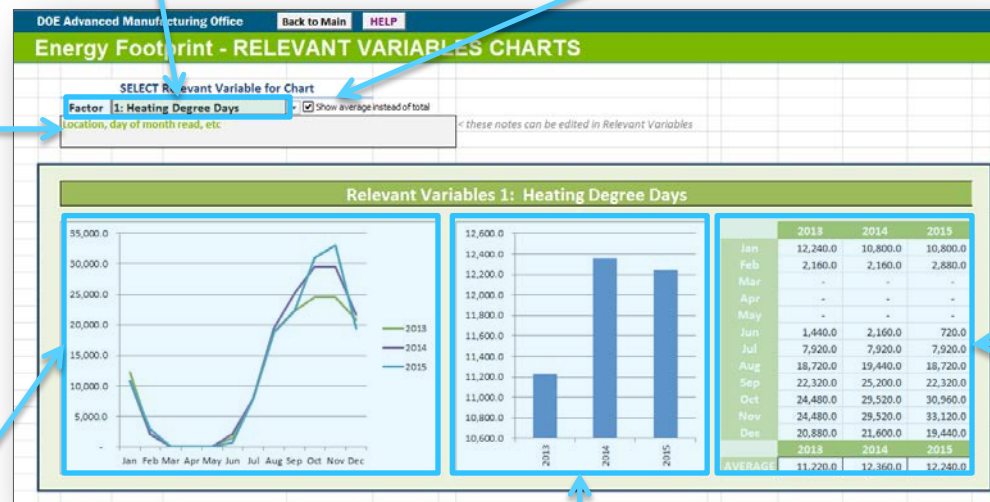 DOE Advanced Manufacturing Office Back to Main HELP
Energy Footprint - RELEVANT VARIABLES CHARTS
SELECT Relevant Variable for Chart
Factor 1: Heating Degree Days Show average instead of total
Location, day of month read, etc
< these notes can be edited in Relevant Variables
Relevant Variables 1: Heating Degree Days
35,000.0
30,000.0
25,000.0
20,000.0
15,000.0
10,000.0
5,000.0
-
Jan Feb Mar Apr May Jun Jul Aug Sep Oct Nov Dec
2013
2014
2015
12,600.0
12,400.0
12,200.0
12,000.0
11,800.0
11,600.0
11,400.0
11,200.0
11,000.0
10,800.0
10,600.0
2013 2014 2015
2013 2014 2015
Jan 12,240.0 10,800.0 10,800.0
Feb 2,160.0 2,160.0 2,880.0
Mar - - -
Apr - - -
May - - -
Jun 1,440.0 2,160.0 720.0
Jul 7,920.0 7,920.0 7,920.0
Aug 18,720.0 19,440.0 18,720.0
Sep 22,320.0 25,200.0 22,320.0
Oct 24,480.0 29,520.0 30,960.0
Nov 24,480.0 29,520.0 33,120.0
Dec 20,880.0 21,600.0 19,440.0
2013 2014 2015
AVERAGE 11,220.0 12,360.0 12,240.0